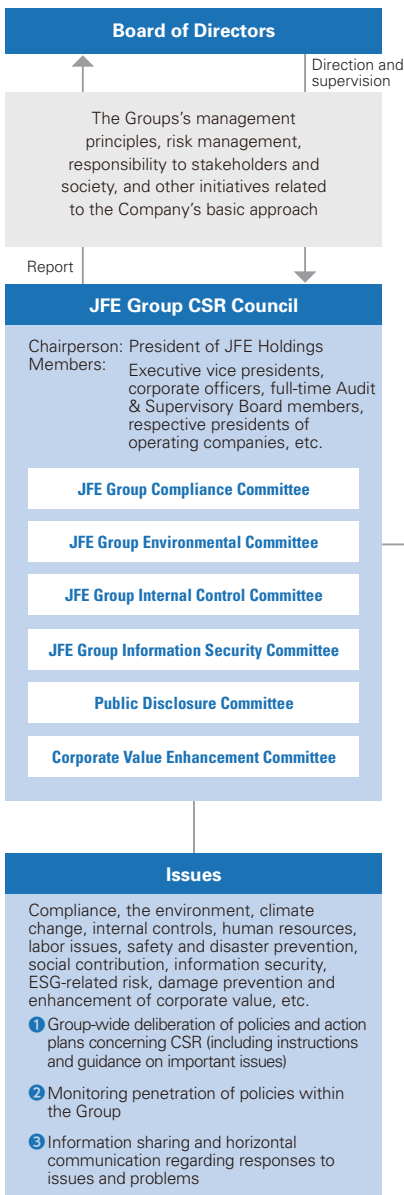 Board of Directors
Direction and
supervision
The Groups's management
principles, risk management,
responsibility to stakeholders and
society, and other initiatives related
to the Company's basic approach
Report
JFE Group CSR Council
Chairperson: President of JFE Holdings
Members: Executive vice presidents,
corporate officers, full-time Audit
& Supervisory Board members,
respective presidents of
operating companies, etc.
JFE Group Compliance Committee
JFE Group Environmental Committee
JFE Group Internal Control Committee
JFE Group Information Security Committee
Public Disclosure Committee
Corporate Value Enhancement Committee
Issues
Compliance, the environment, climate
change, internal controls, human resources,
labor issues, safety and disaster prevention,
social contribution, information security,
ESG-related risk, damage prevention and
enhancement of corporate value, etc.
❶ Group-wide deliberation of policies and action
plans concerning CSR (including instructions
and guidance on important issues)
❷ Monitoring penetration of policies within
the Group
❸ Information sharing and horizontal
communication regarding responses to
issues and problems